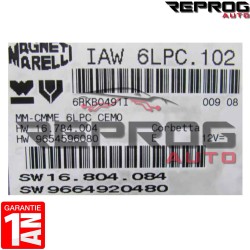 REPROG
AUTO
MAGNETI
MARELLI
IAW 6LPC.102
6RKB0491I
009 08
MM-CMME 6LPC CEMO
HW 16.784.004
Corbetta
HW 9654596080
12V
REPROG
AUTO
SW 16.804.084
SW 9664920480
GARANTIE
1 AN